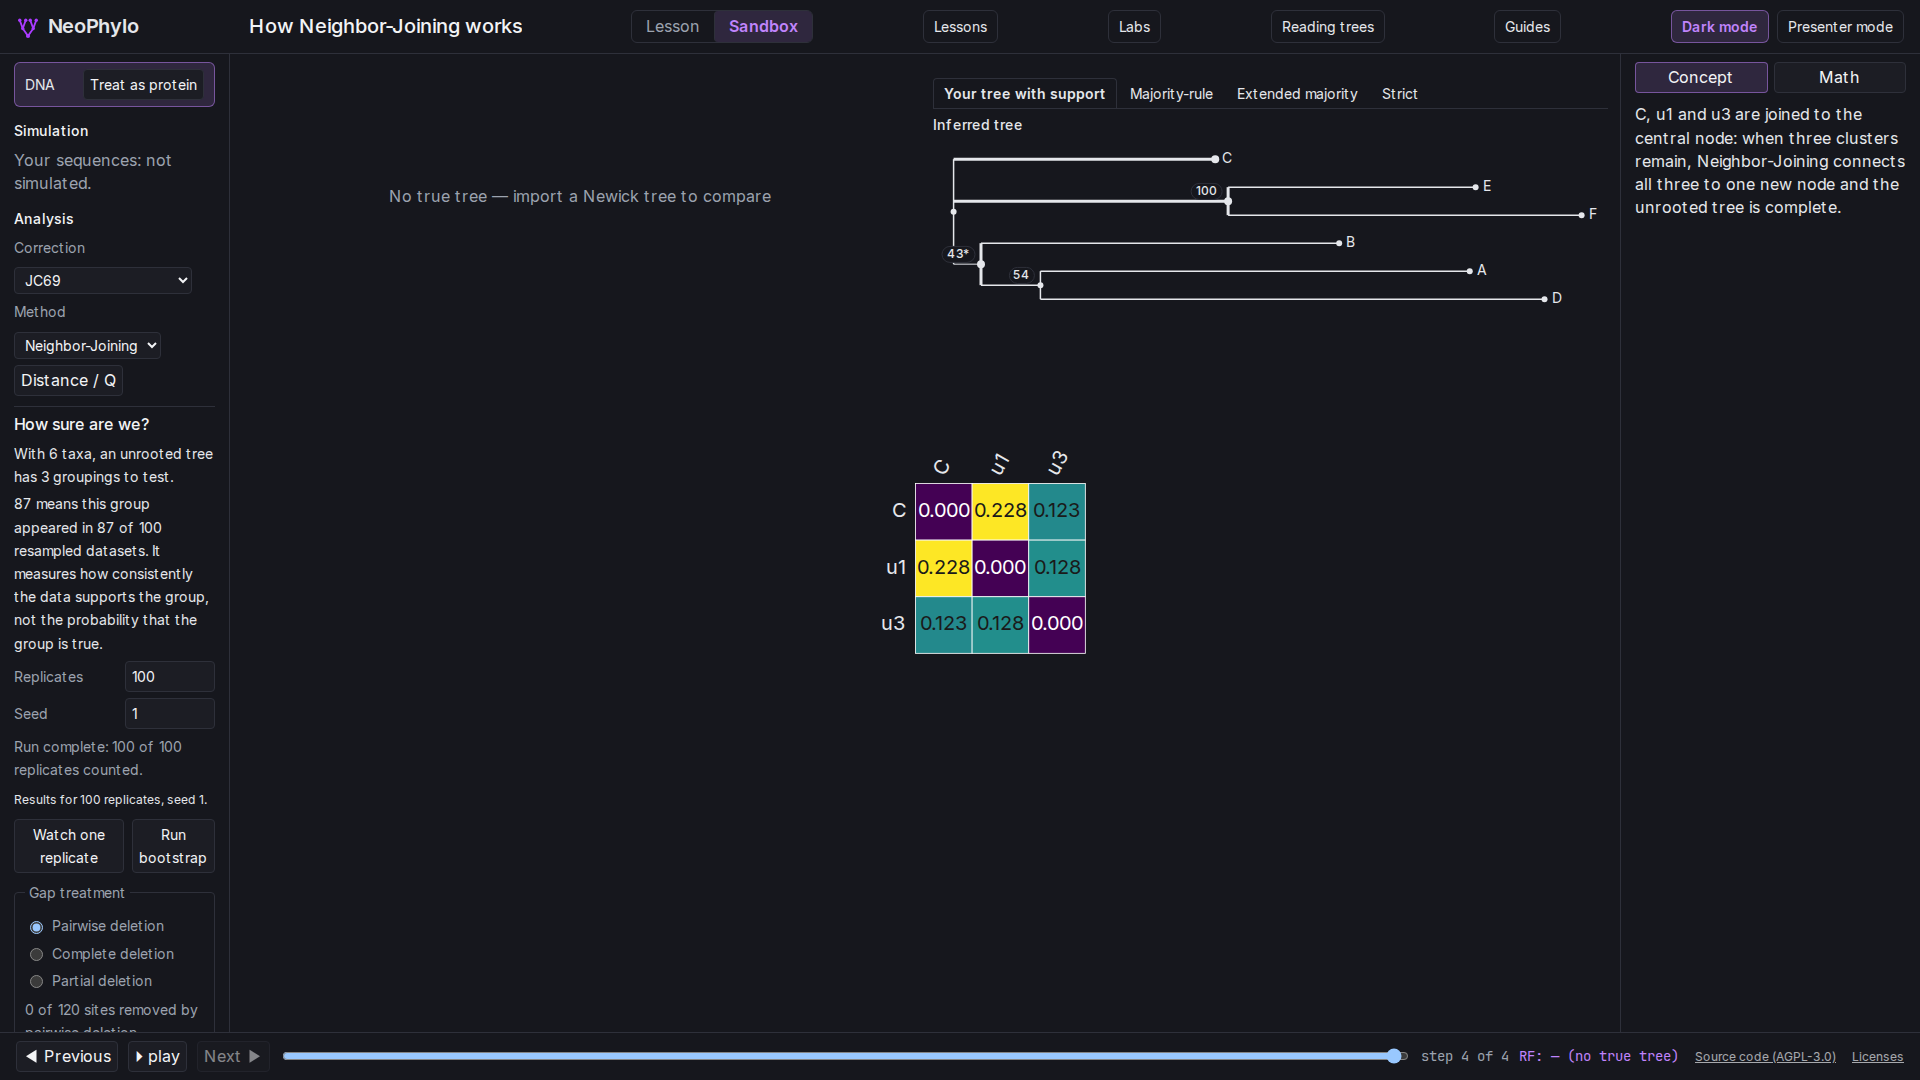 NeoPhylo
How Neighbor-Joining works
Lesson
Sandbox
Lessons
Labs
Reading trees
Guides
Dark mode
Presenter mode
DNA
Treat as protein
Simulation
Your sequences: not
simulated.
Analysis
Correction
JC69
Method
Neighbor-Joining
Distance / Q
How sure are we?
With 6 taxa, an unrooted tree
has 3 groupings to test.
87 means this group
appeared in 87 of 100
resampled datasets. It
measures how consistently
the data supports the group,
not the probability that the
group is true.
Replicates
100
Seed
1
Run complete: 100 of 100
replicates counted.
Results for 100 replicates, seed 1.
Watch one
replicate
Run
bootstrap
Gap treatment
Pairwise deletion
Complete deletion
Partial deletion
0 of 120 sites removed by
pairwise deletion
No true tree — import a Newick tree to compare
Your tree with support
Majority-rule
Extended majority
Strict
Inferred tree
C
100
E
F
B
43*
54
A
D
C u1 u3
C 0.000 0.228 0.123
u1 0.228 0.000 0.128
u3 0.123 0.128 0.000
Concept
Math
C, u1 and u3 are joined to the
central node: when three clusters
remain, Neighbor-Joining connects
all three to one new node and the
unrooted tree is complete.
◀ Previous
play
Next ▶
step 4 of 4
RF: — (no true tree)
Source code (AGPL-3.0)
Licenses